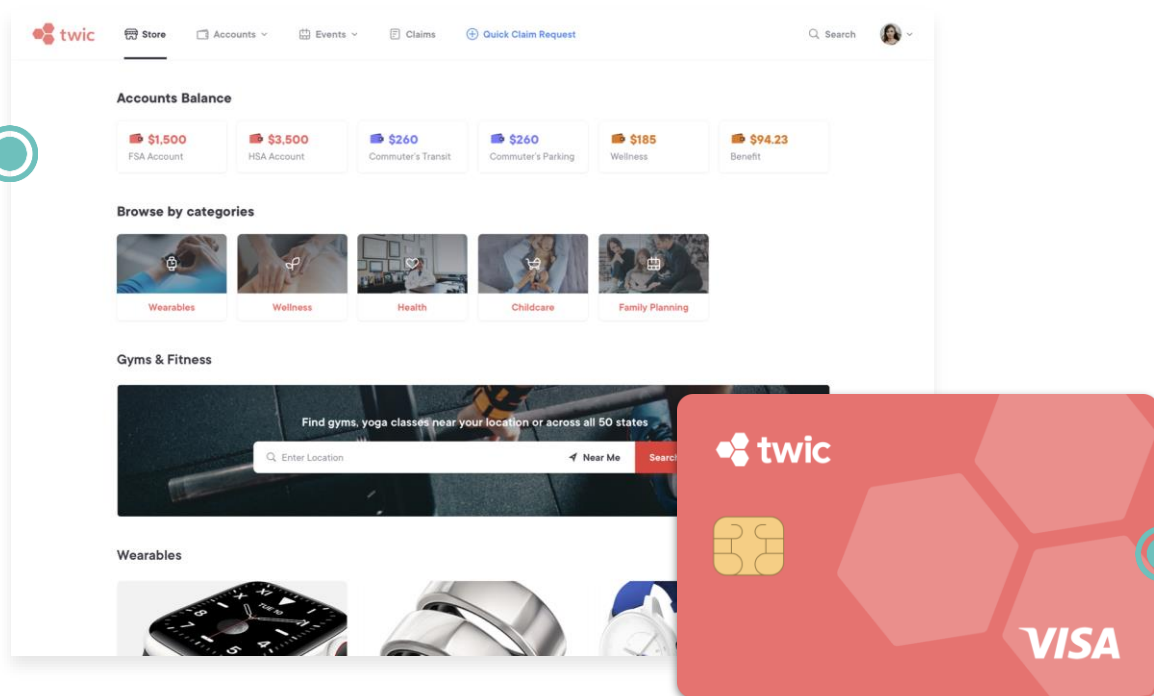 twic
Store
Accounts
Events
Claims
Quick Claim Request
Search
Accounts Balance
$1,500
FSA Account
$3,500
HSA Account
$260
Commuter's Transit
$260
Commuter's Parking
$185
Wellness
$94.23
Benefit
Browse by categories
Wearables
Wellness
Health
Childcare
Family Planning
Gyms & Fitness
Find gyms, yoga classes near your location or across all 50 states
Enter Location
Near Me
Search
Wearables
TUE 10
twic
VISA